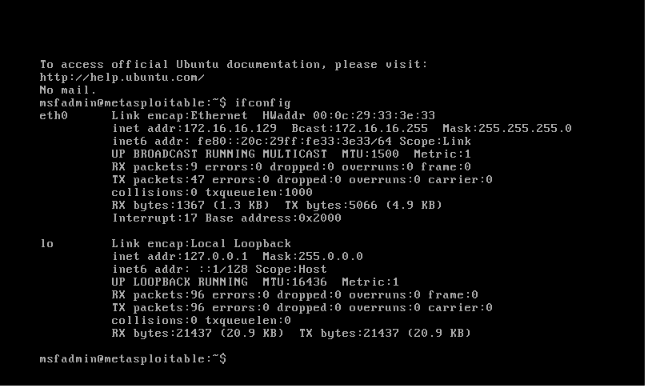 To access official Ubuntu documentation, please visit:
http://help.ubuntu.com/
No mail.
msfadmin@metasploitable:~$ ifconfig
eth0      Link encap:Ethernet  HWaddr 00:0c:29:33:3e:33
          inet addr:172.16.16.129  Bcast:172.16.16.255  Mask:255.255.255.0
          inet6 addr: fe80::20c:29ff:fe33:3e33/64 Scope:Link
          UP BROADCAST RUNNING MULTICAST  MTU:1500  Metric:1
          RX packets:9 errors:0 dropped:0 overruns:0 frame:0
          TX packets:47 errors:0 dropped:0 overruns:0 carrier:0
          collisions:0 txqueuelen:1000
          RX bytes:1367 (1.3 KB)  TX bytes:5066 (4.9 KB)
          Interrupt:17 Base address:0x2000
lo        Link encap:Local Loopback
          inet addr:127.0.0.1  Mask:255.0.0.0
          inet6 addr: ::1/128 Scope:Host
          UP LOOPBACK RUNNING  MTU:16436  Metric:1
          RX packets:96 errors:0 dropped:0 overruns:0 frame:0
          TX packets:96 errors:0 dropped:0 overruns:0 carrier:0
          collisions:0 txqueuelen:0
          RX bytes:21437 (20.9 KB)  TX bytes:21437 (20.9 KB)
msfadmin@metasploitable:~$